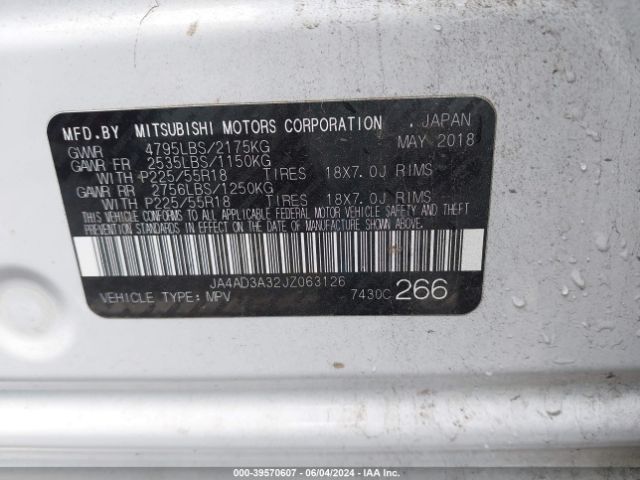 MFD.BY MITSUBISHI MOTORS CORPORATION . JAPAN
GVWR 4795LBS/2175KG MAY 2018
GAWR FR 2535LBS/1150KG
WITH P225/55R18 TIRES 18X7.0J RIMS
GAWR RR 2756LBS/1250KG
WITH P225/55R18 TIRES 18X7.0J RIMS
THIS VEHICLE CONFORMS TO ALL APPLICABLE FEDERAL MOTOR VEHICLE SAFETY AND THEFT
PREVENTION STANDARDS IN EFFECT ON THE DATE OF MANUFACTURE SHOWN ABOVE.
JA4AD3A32JZ063126
VEHICLE TYPE: MPV 7430C 266
000-39570607 - 06/04/2024 - IAA Inc.